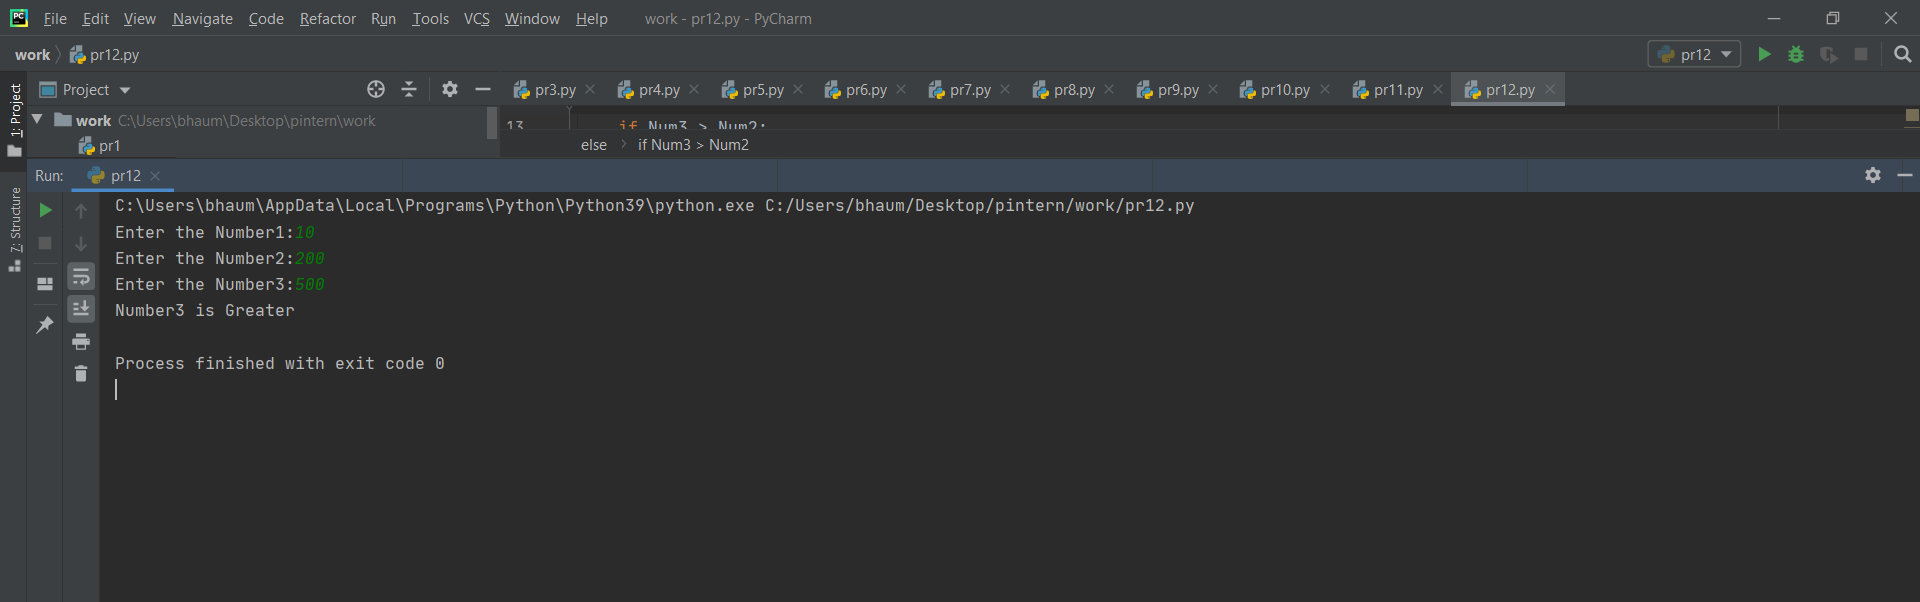 File Edit View Navigate Code Refactor Run Tools VCS Window Help work - pr12.py - PyCharm
work pr12.py pr12
1: Project
Project pr3.py pr4.py pr5.py pr6.py pr7.py pr8.py pr9.py pr10.py pr11.py pr12.py
work C:\Users\bhaum\Desktop\pintern\work
13 if Num3 > Num2:
pr1
else if Num3 > Num2
Run: pr12
7: Structure
C:\Users\bhaum\AppData\Local\Programs\Python\Python39\python.exe C:/Users/bhaum/Desktop/pintern/work/pr12.py
Enter the Number1:10
Enter the Number2:200
Enter the Number3:500
Number3 is Greater
Process finished with exit code 0